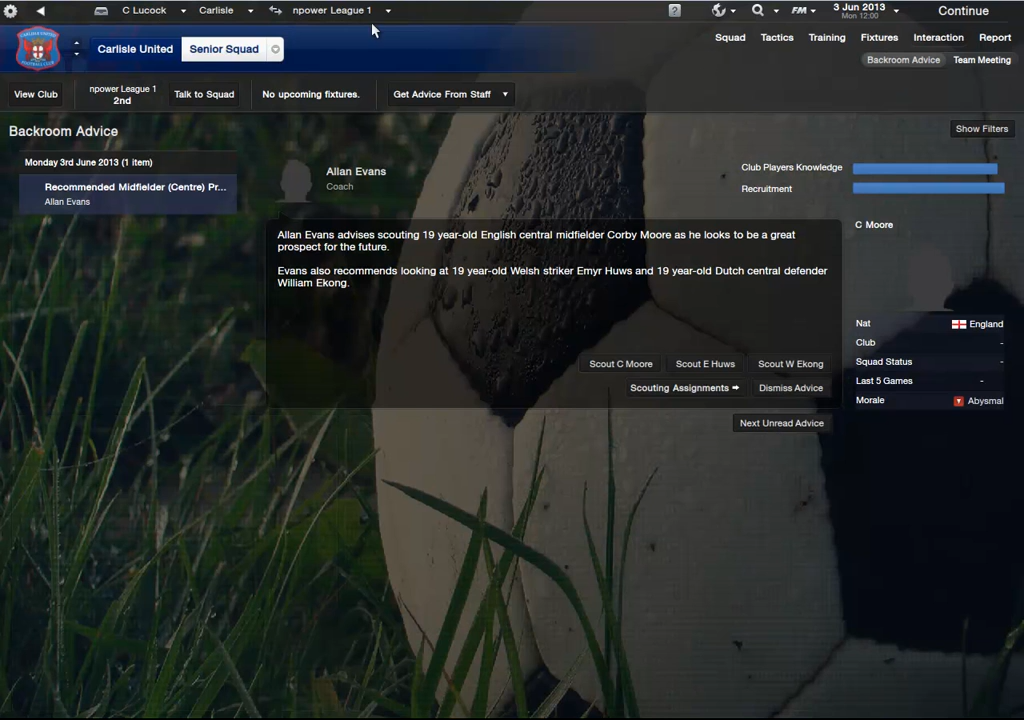 C Lucock
Carlisle
npower League 1
?
FM
3 Jun 2013
Mon 12:00
Continue
Carlisle United
Senior Squad
Squad
Tactics
Training
Fixtures
Interaction
Report
Backroom Advice
Team Meeting
View Club
npower League 1
2nd
Talk to Squad
No upcoming fixtures.
Get Advice From Staff
Backroom Advice
Show Filters
Monday 3rd June 2013 (1 item)
Recommended Midfielder (Centre) Pr...
Allan Evans
Allan Evans
Coach
Club Players Knowledge
Recruitment
Allan Evans advises scouting 19 year-old English central midfielder Corby Moore as he looks to be a great
prospect for the future.
Evans also recommends looking at 19 year-old Welsh striker Emyr Huws and 19 year-old Dutch central defender
William Ekong.
Scout C Moore
Scout E Huws
Scout W Ekong
Scouting Assignments
Dismiss Advice
Next Unread Advice
C Moore
Nat England
Club -
Squad Status -
Last 5 Games -
Morale Abysmal